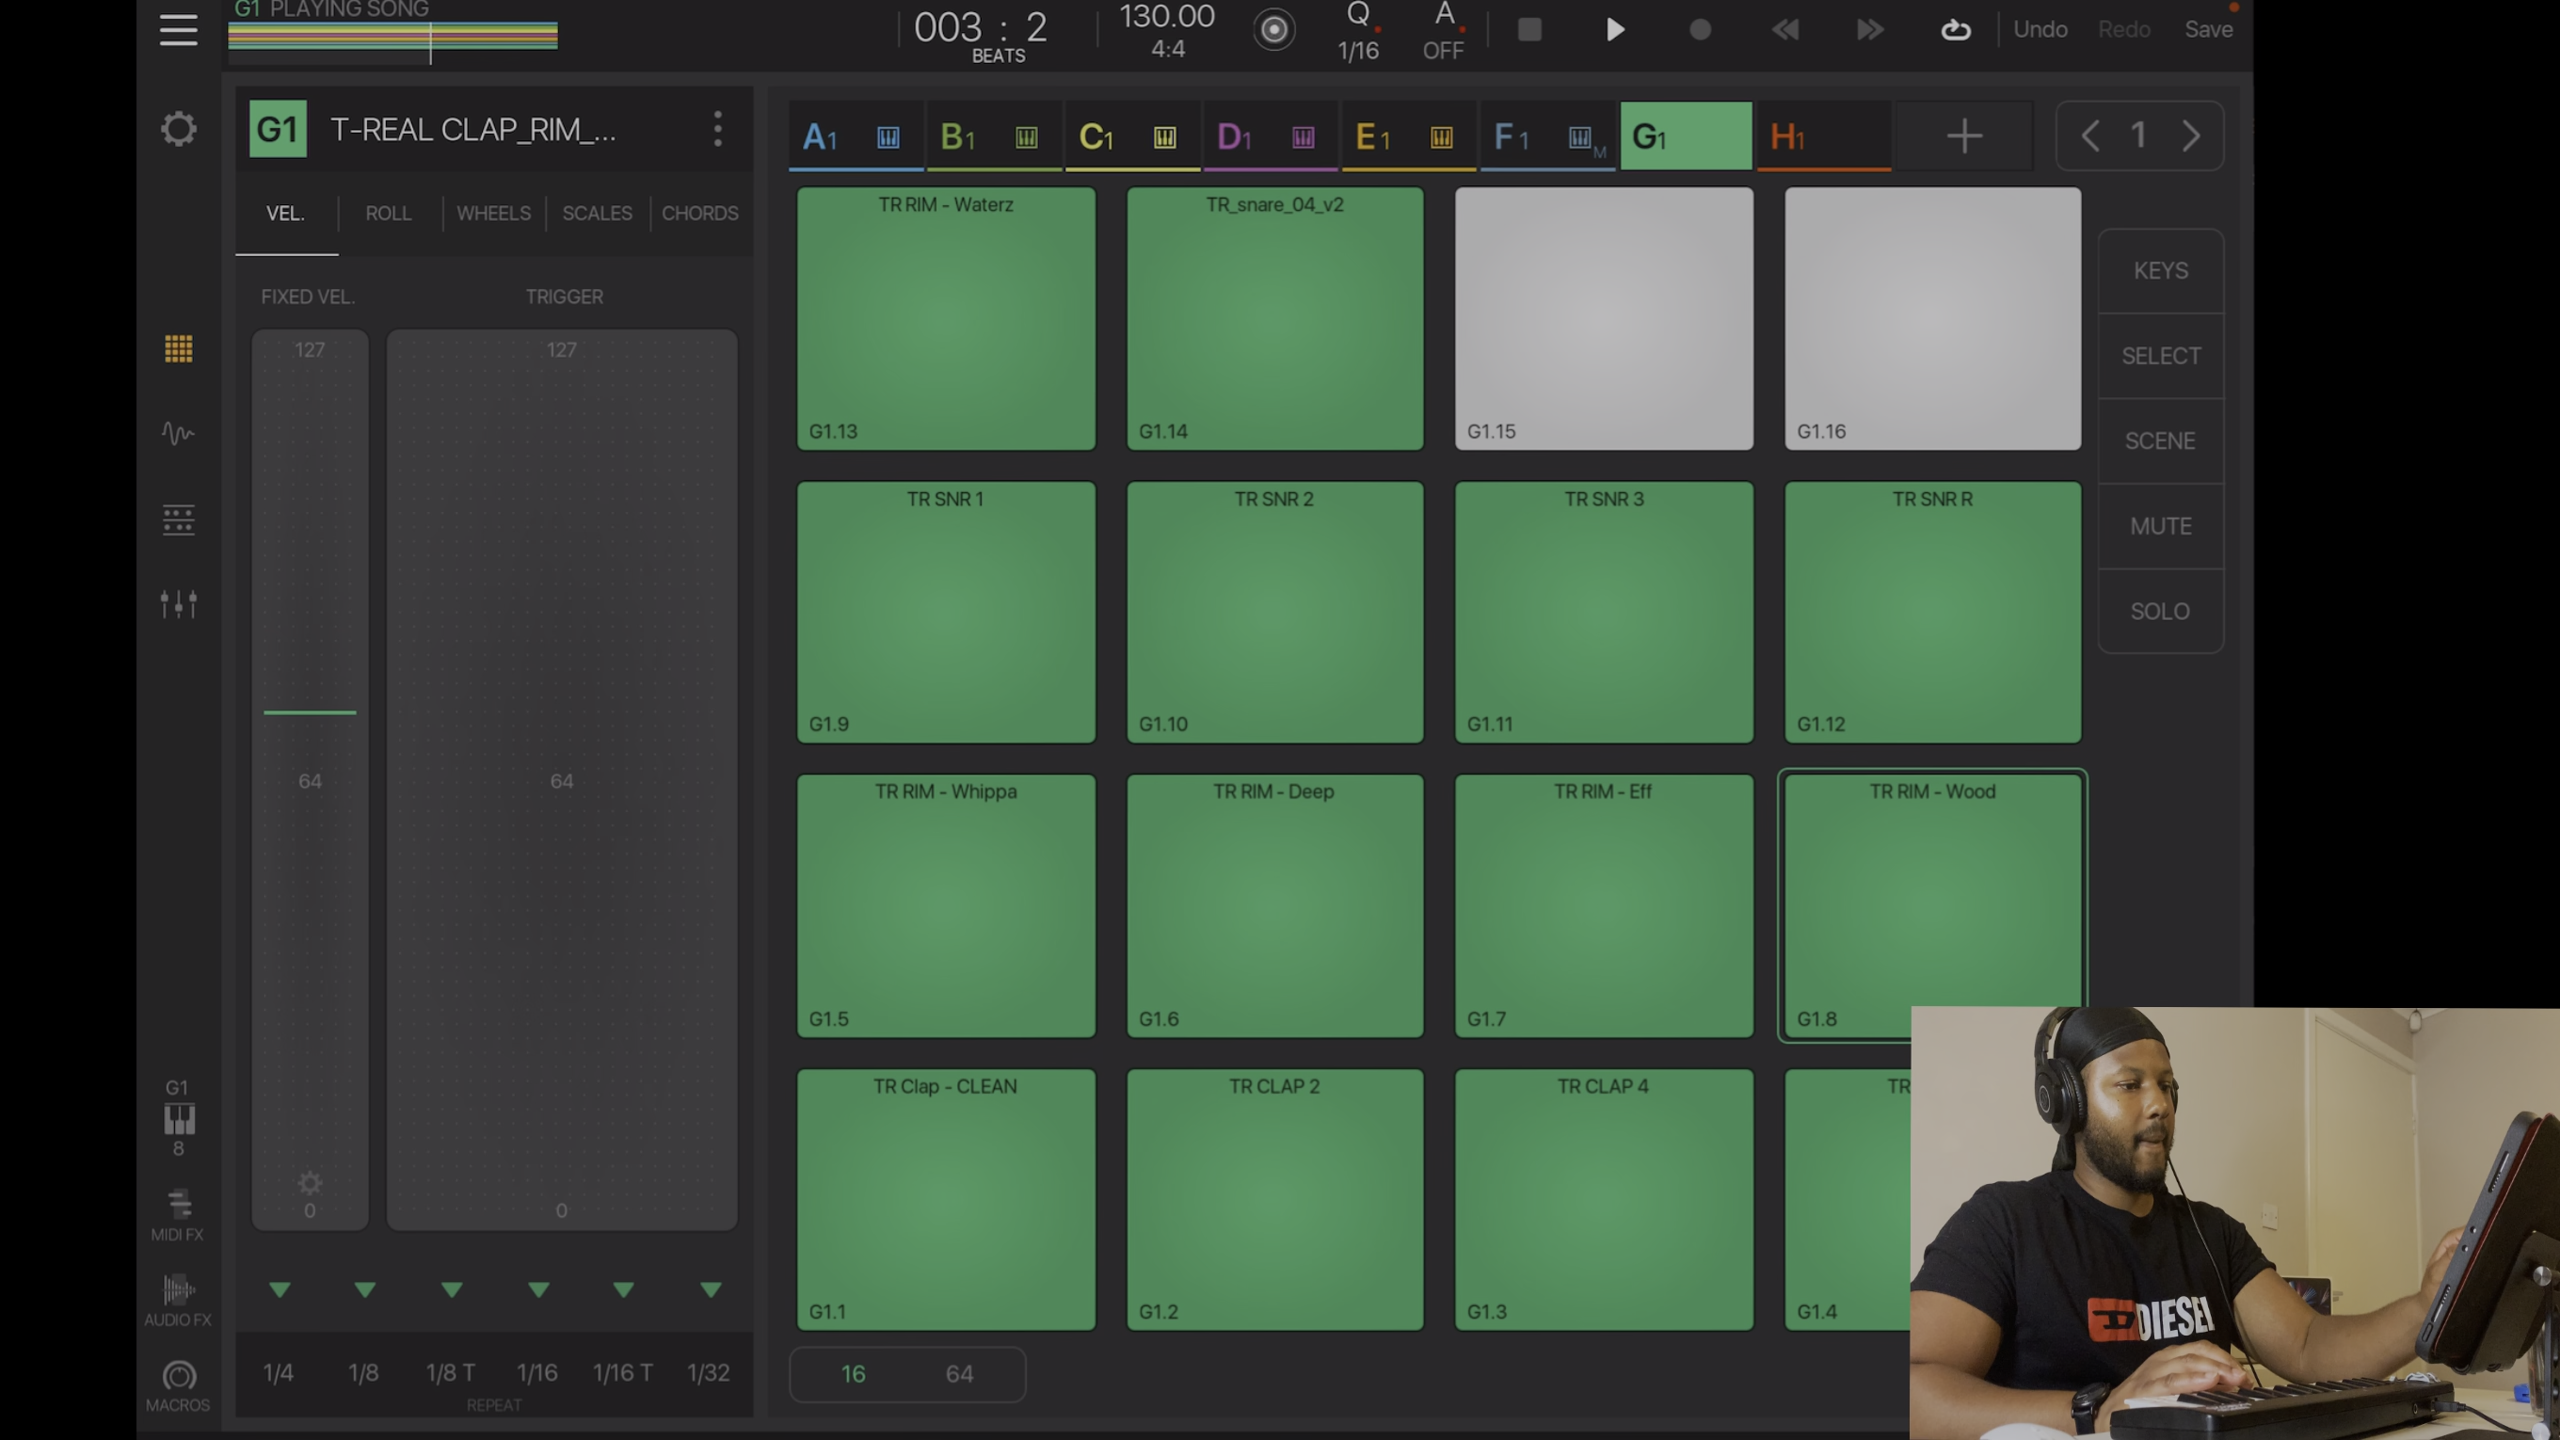 G1 PLAYING SONG
003 : 2
BEATS
130.00
4:4
Q
1/16
A
OFF
Undo
Redo
Save
G1
T-REAL CLAP_RIM_...
A1
B1
C1
D1
E1
F1
M
G1
H1
1
VEL.
ROLL
WHEELS
SCALES
CHORDS
FIXED VEL.
TRIGGER
127
127
64
64
0
0
TR RIM - Waterz
G1.13
TR_snare_04_v2
G1.14
G1.15
G1.16
TR SNR 1
G1.9
TR SNR 2
G1.10
TR SNR 3
G1.11
TR SNR R
G1.12
TR RIM - Whippa
G1.5
TR RIM - Deep
G1.6
TR RIM - Eff
G1.7
TR RIM - Wood
G1.8
TR Clap - CLEAN
G1.1
TR CLAP 2
G1.2
TR CLAP 4
G1.3
TR
G1.4
KEYS
SELECT
SCENE
MUTE
SOLO
G1
8
MIDI FX
AUDIO FX
MACROS
1/4
1/8
1/8 T
1/16
1/16 T
1/32
REPEAT
16
64
DIESEL